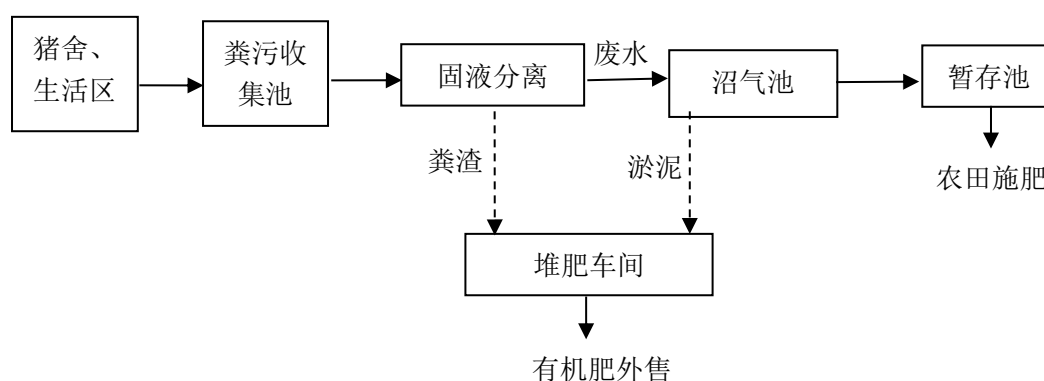 猪舍、
生活区
粪污收
集池
固液分离
废水
沼气池
暂存池
粪渣
淤泥
农田施肥
堆肥车间
有机肥外售